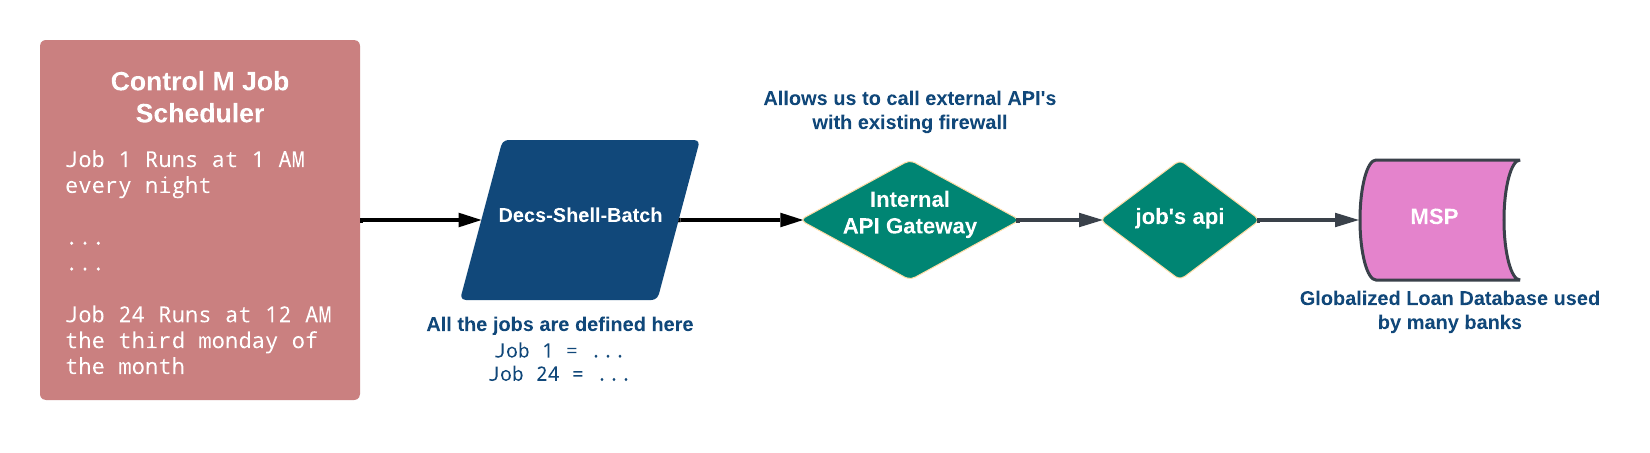 Control M Job
Scheduler
Job 1 Runs at 1 AM
every night
...
...
Job 24 Runs at 12 AM
the third monday of
the month
Decs-Shell-Batch
All the jobs are defined here
Job 1 = ...
Job 24 = ...
Allows us to call external API's
with existing firewall
Internal
API Gateway
job's api
MSP
Globalized Loan Database used
by many banks